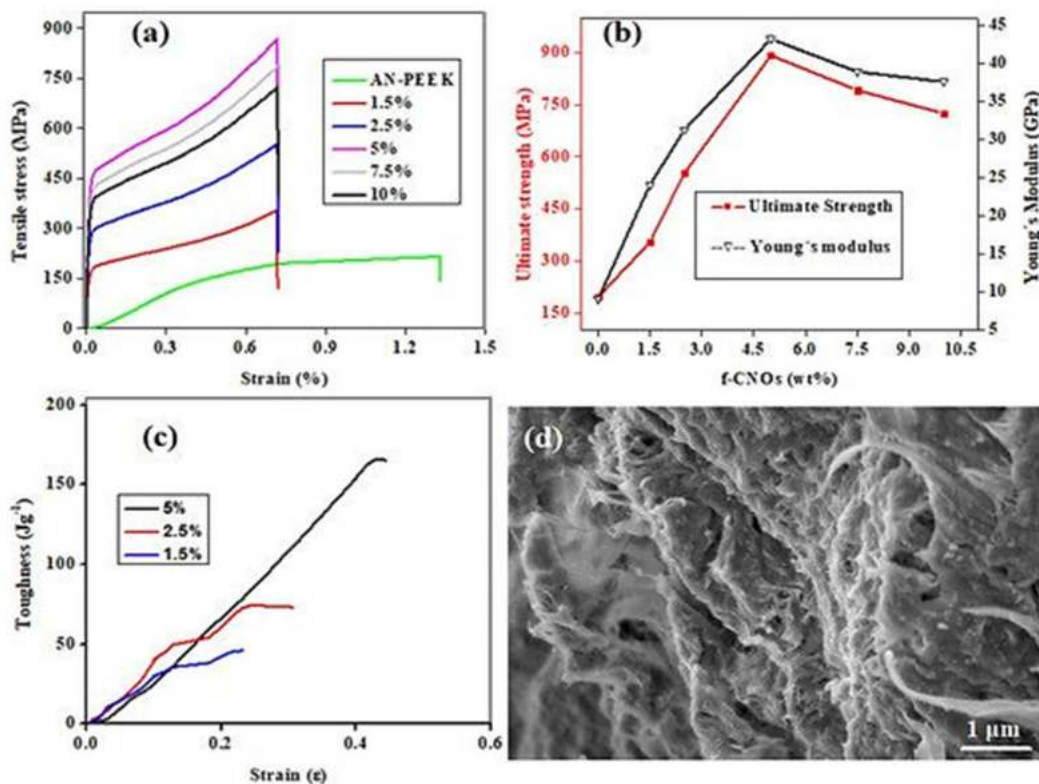 (a)
900
750
600
450
300
150
0
Tensile stress (MPa)
0.0 0.3 0.6 0.9 1.2 1.5
Strain (%)
AN-PEEK
1.5%
2.5%
5%
7.5%
10%
(b)
900
750
600
450
300
150
Ultimate strength (MPa)
45
40
35
30
25
20
15
10
5
Young´s Modulus (GPa)
0.0 1.5 3.0 4.5 6.0 7.5 9.0 10.5
f-CNOs (wt%)
Ultimate Strength
Young´s modulus
(c)
200
150
100
50
0
Toughness (Jg-1)
0.0 0.2 0.4 0.6
Strain (ε)
5%
2.5%
1.5%
(d)
1 µm